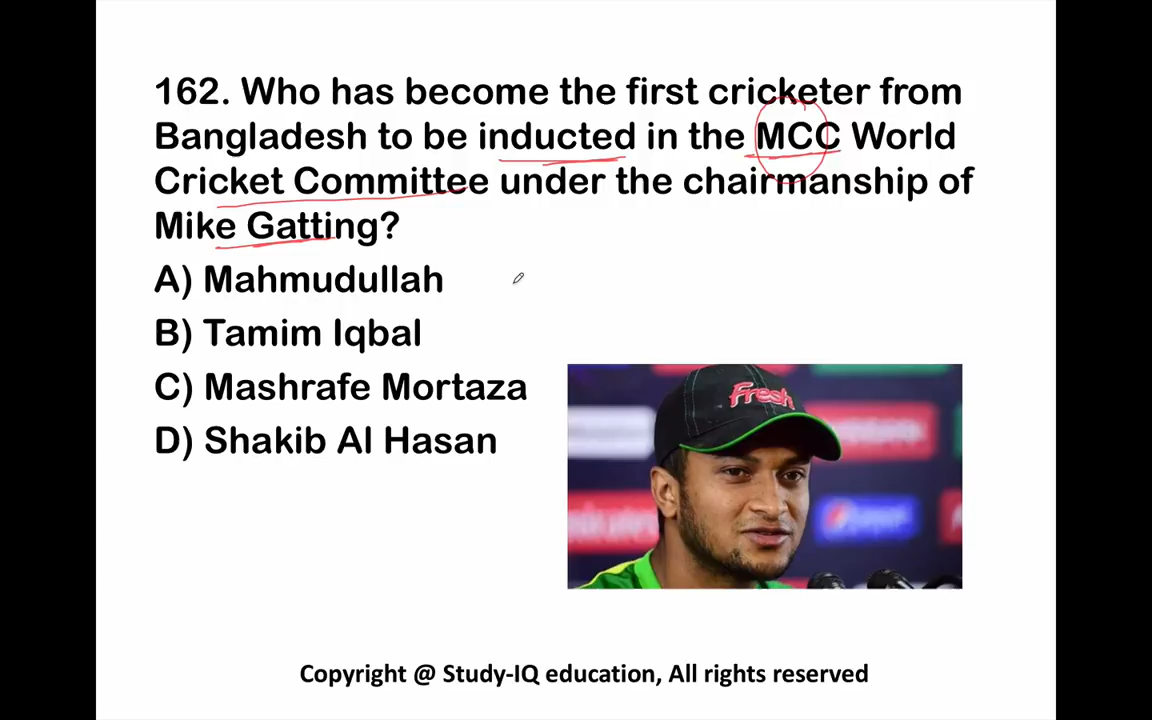 162. Who has become the first cricketer from
Bangladesh to be inducted in the MCC World
Cricket Committee under the chairmanship of
Mike Gatting?
A) Mahmudullah
B) Tamim Iqbal
C) Mashrafe Mortaza
D) Shakib Al Hasan
Fresh
Copyright @ Study-IQ education, All rights reserved